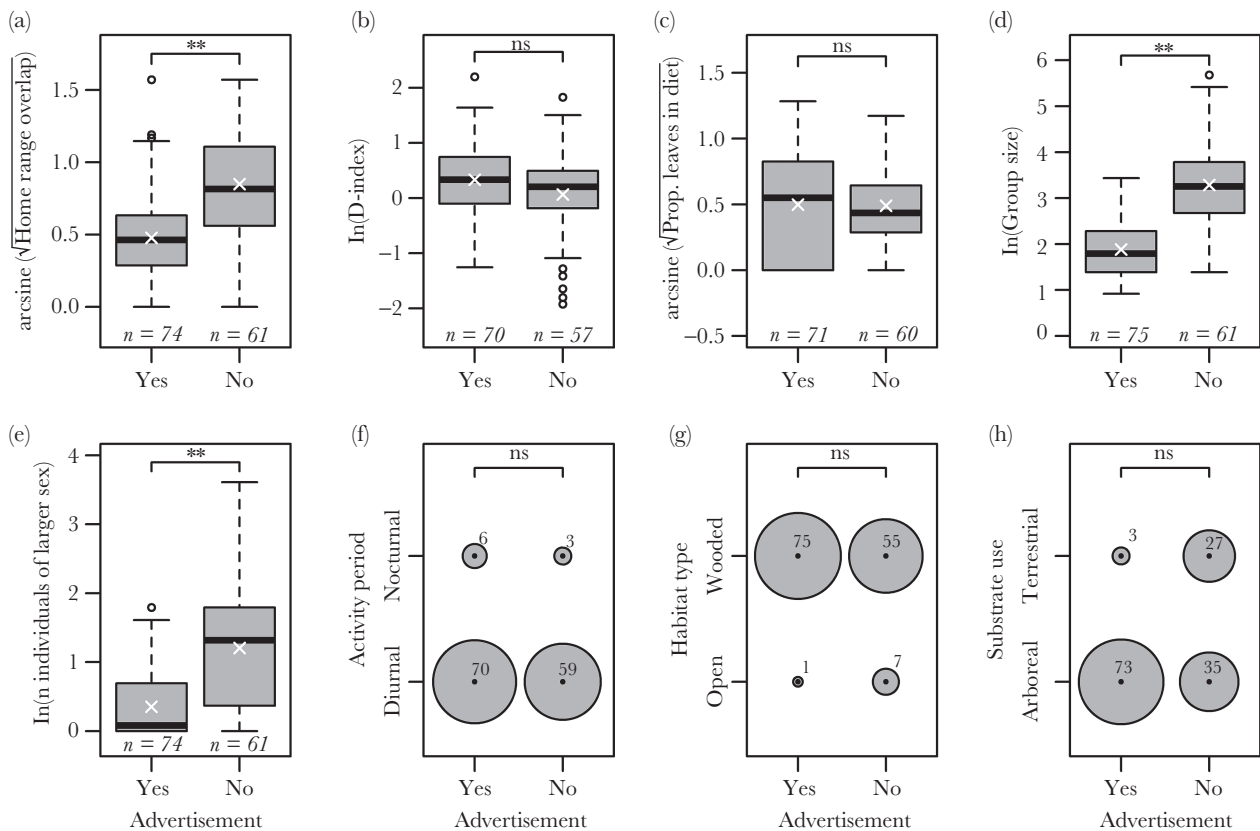 (a)
arcsine (√Home range overlap)
1.5
1.0
0.5
0.0
**
n = 74
n = 61
Yes
No
(b)
ln(D-index)
2
1
0
−1
−2
ns
n = 70
n = 57
Yes
No
(c)
arcsine (√Prop. leaves in diet)
1.5
1.0
0.5
0.0
−0.5
ns
n = 71
n = 60
Yes
No
(d)
ln(Group size)
6
5
4
3
2
1
0
**
n = 75
n = 61
Yes
No
(e)
ln(n individuals of larger sex)
4
3
2
1
0
**
n = 74
n = 61
Yes
No
Advertisement
(f)
Activity period
Nocturnal
Diurnal
ns
6
3
70
59
Yes
No
Advertisement
(g)
Habitat type
Wooded
Open
ns
75
55
1
7
Yes
No
Advertisement
(h)
Substrate use
Terrestrial
Arboreal
ns
3
27
73
35
Yes
No
Advertisement